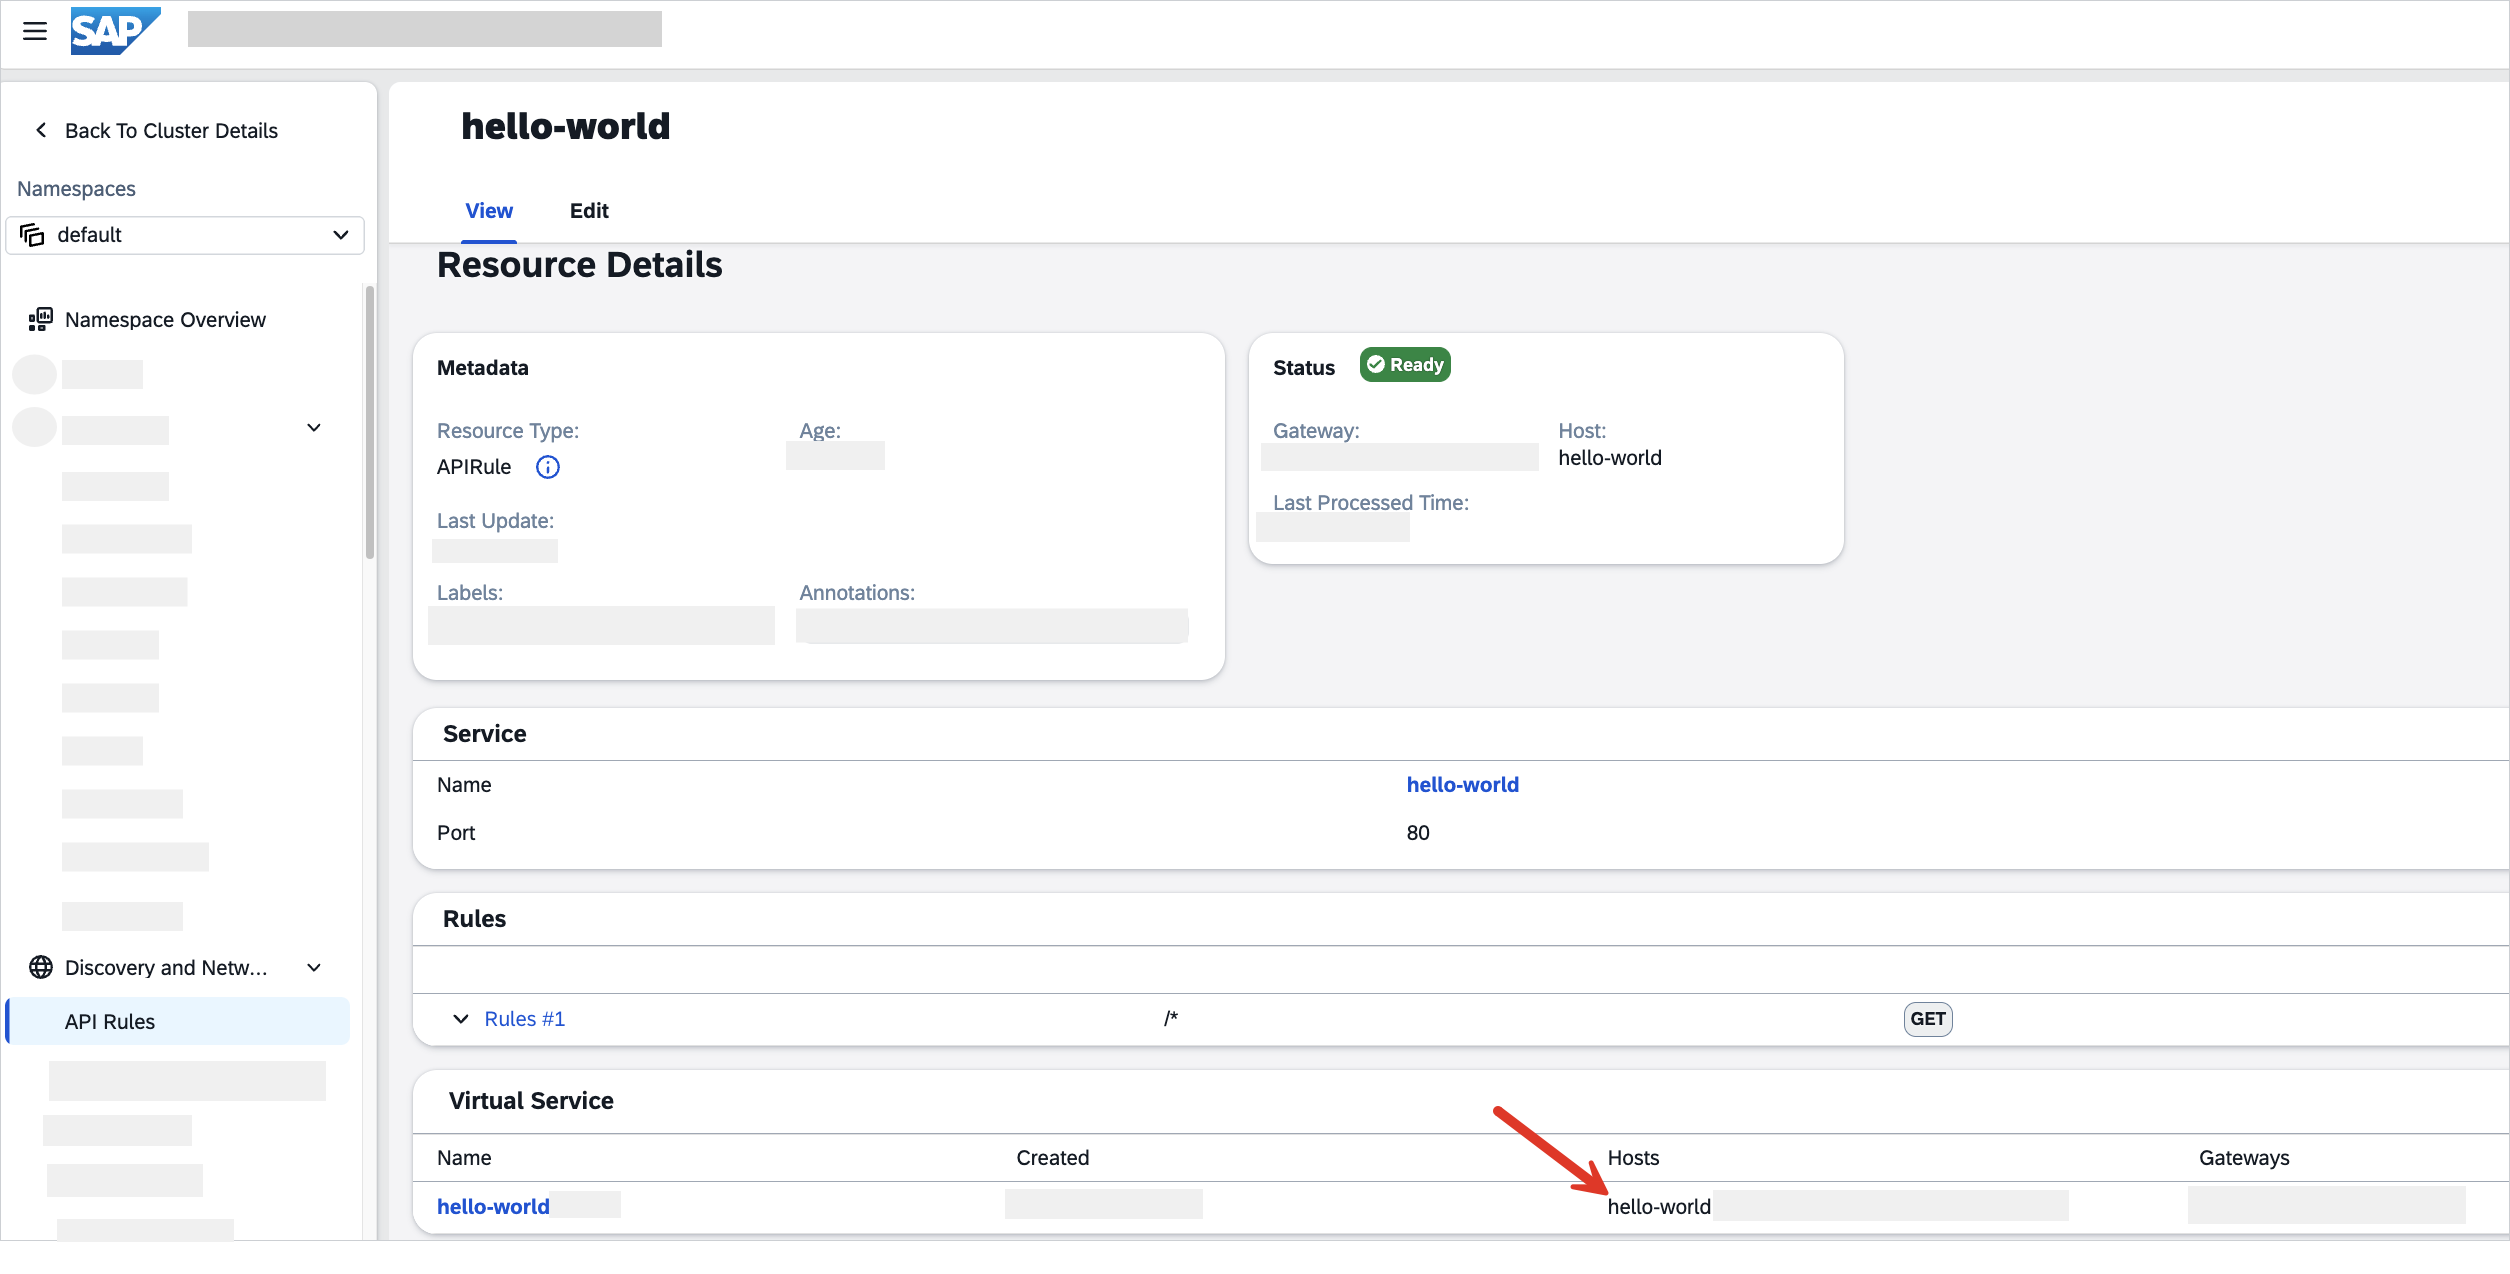 SAP
Back To Cluster Details
Namespaces
default
Namespace Overview
Discovery and Netw...
API Rules
hello-world
View Edit
Resource Details
Metadata
Resource Type: Age:
APIRule
Last Update:
Labels: Annotations:
Status Ready
Gateway: Host:
hello-world
Last Processed Time:
Service
Name hello-world
Port 80
Rules
Rules #1 /* GET
Virtual Service
Name Created Hosts Gateways
hello-world hello-world